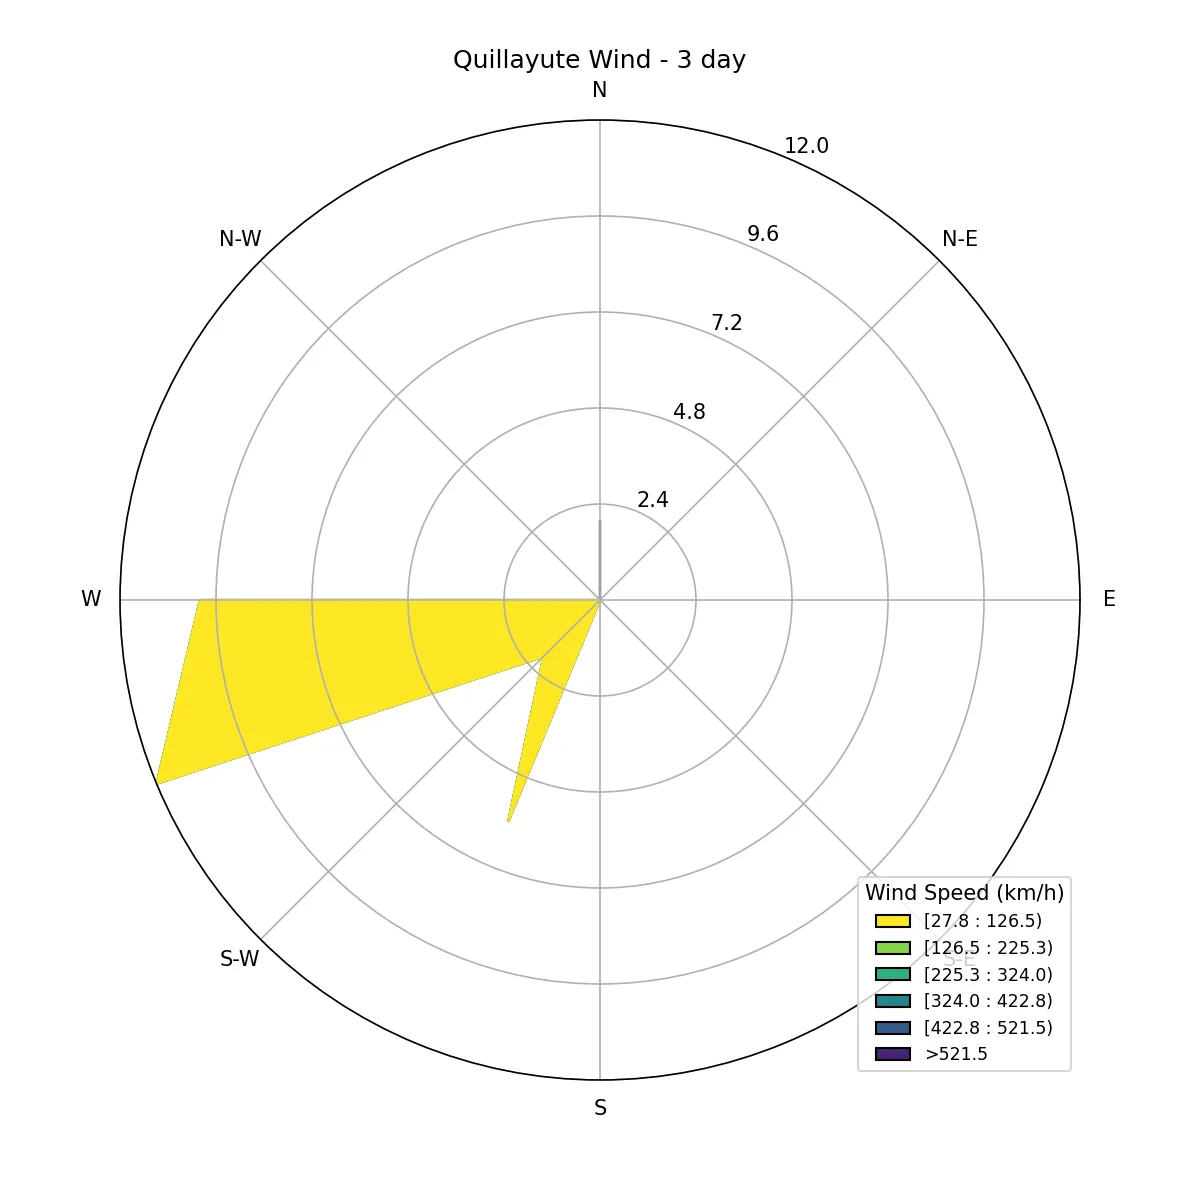 Quillayute Wind - 3 day
N
12.0
N-W
9.6
N-E
7.2
4.8
2.4
W
E
Wind Speed (km/h)
[27.8 : 126.5)
[126.5 : 225.3)
S-W
S-E
[225.3 : 324.0)
[324.0 : 422.8)
[422.8 : 521.5)
>521.5
S